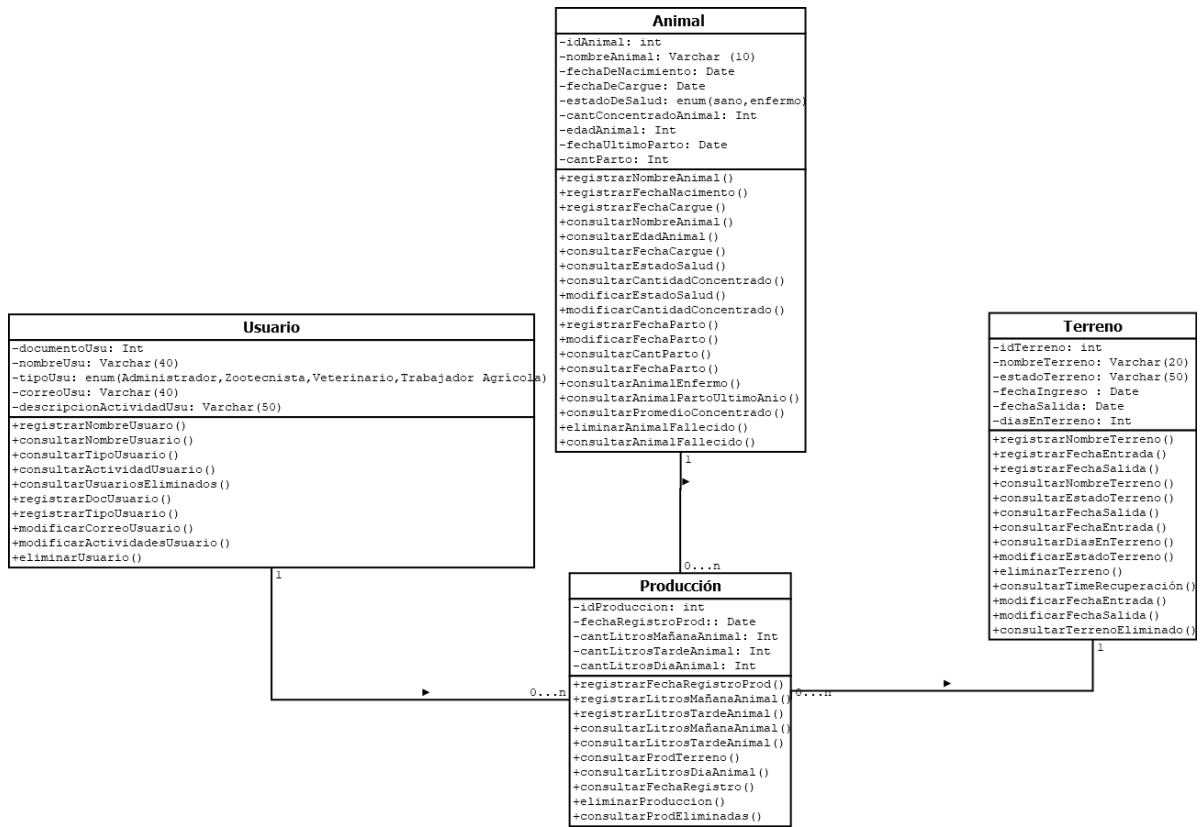 Animal
-idAnimal: int
-nombreAnimal: Varchar (10)
-fechaDeNacimiento: Date
-fechaDeCargue: Date
-estadoDeSalud: enum(sano,enfermo)
-cantConcentradoAnimal: Int
-edadAnimal: Int
-fechaUltimoParto: Date
-cantParto: Int
+registrarNombreAnimal()
+registrarFechaNacimento()
+registrarFechaCargue()
+consultarNombreAnimal()
+consultarEdadAnimal()
+consultarFechaCargue()
+consultarEstadoSalud()
+consultarCantidadConcentrado()
+modificarEstadoSalud()
+modificarCantidadConcentrado()
+registrarFechaParto()
+modificarFechaParto()
+consultarCantParto()
+consultarFechaParto()
+consultarAnimalEnfermo()
+consultarAnimalPartoUltimoAnio()
+consultarPromedioConcentrado()
+eliminarAnimalFallecido()
+consultarAnimalFallecido()
1
0...n
Usuario
-documentoUsu: Int
-nombreUsu: Varchar(40)
-tipoUsu: enum(Administrador,Zootecnista,Veterinario,Trabajador Agrícola)
-correoUsu: Varchar(40)
-descripcionActividadUsu: Varchar(50)
+registrarNombreUsuaro()
+consultarNombreUsuario()
+consultarTipoUsuario()
+consultarActividadUsuario()
+consultarUsuariosEliminados()
+registrarDocUsuario()
+registrarTipoUsuario()
+modificarCorreoUsuario()
+modificarActividadesUsuario()
+eliminarUsuario()
1
0...n
Terreno
-idTerreno: int
-nombreTerreno: Varchar(20)
-estadoTerreno: Varchar(50)
-fechaIngreso : Date
-fechaSalida: Date
-diasEnTerreno: Int
+registrarNombreTerreno()
+registrarFechaEntrada()
+registrarFechaSalida()
+consultarNombreTerreno()
+consultarEstadoTerreno()
+consultarFechaSalida()
+consultarFechaEntrada()
+consultarDiasEnTerreno()
+modificarEstadoTerreno()
+eliminarTerreno()
+consultarTimeRecuperación()
+modificarFechaEntrada()
+modificarFechaSalida()
+consultarTerrenoEliminado()
1
0...n
Producción
-idProduccion: int
-fechaRegistroProd:: Date
-cantLitrosMañanaAnimal: Int
-cantLitrosTardeAnimal: Int
-cantLitrosDiaAnimal: Int
+registrarFechaRegistroProd()
+registrarLitrosMañanaAnimal()
+registrarLitrosTardeAnimal()
+consultarLitrosMañanaAnimal()
+consultarLitrosTardeAnimal()
+consultarProdTerreno()
+consultarLitrosDiaAnimal()
+consultarFechaRegistro()
+eliminarProduccion()
+consultarProdEliminadas()